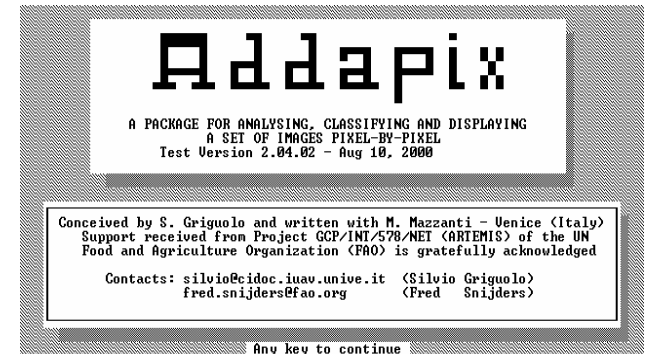 Addapix
A PACKAGE FOR ANALYSING, CLASSIFYING AND DISPLAYING
A SET OF IMAGES PIXEL-BY-PIXEL
Test Version 2.04.02 - Aug 10, 2000
Conceived by S. Griguolo and written with M. Mazzanti - Venice (Italy)
Support received from Project GCP/INT/578/NET (ARTEMIS) of the UN
Food and Agriculture Organization (FAO) is gratefully acknowledged
Contacts: silvio@cidoc.iuav.unive.it (Silvio Griguolo)
fred.snijders@fao.org (Fred Snijders)
Any key to continue